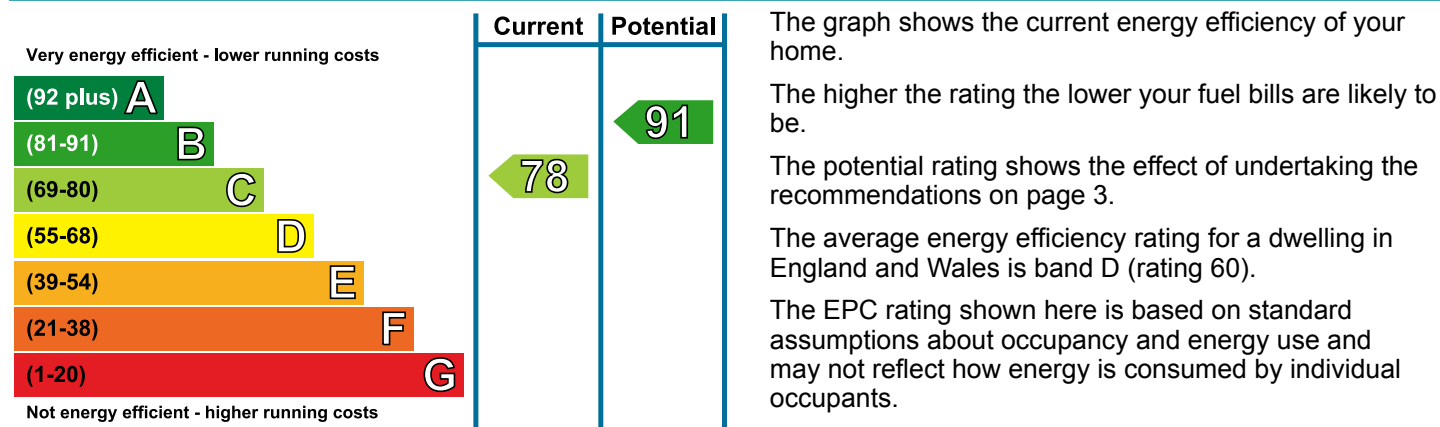 Current Potential
Very energy efficient - lower running costs
(92 plus) A
(81-91) B
(69-80) C
(55-68) D
(39-54) E
(21-38) F
(1-20) G
Not energy efficient - higher running costs
78
91
The graph shows the current energy efficiency of your
home.
The higher the rating the lower your fuel bills are likely to
be.
The potential rating shows the effect of undertaking the
recommendations on page 3.
The average energy efficiency rating for a dwelling in
England and Wales is band D (rating 60).
The EPC rating shown here is based on standard
assumptions about occupancy and energy use and
may not reflect how energy is consumed by individual
occupants.